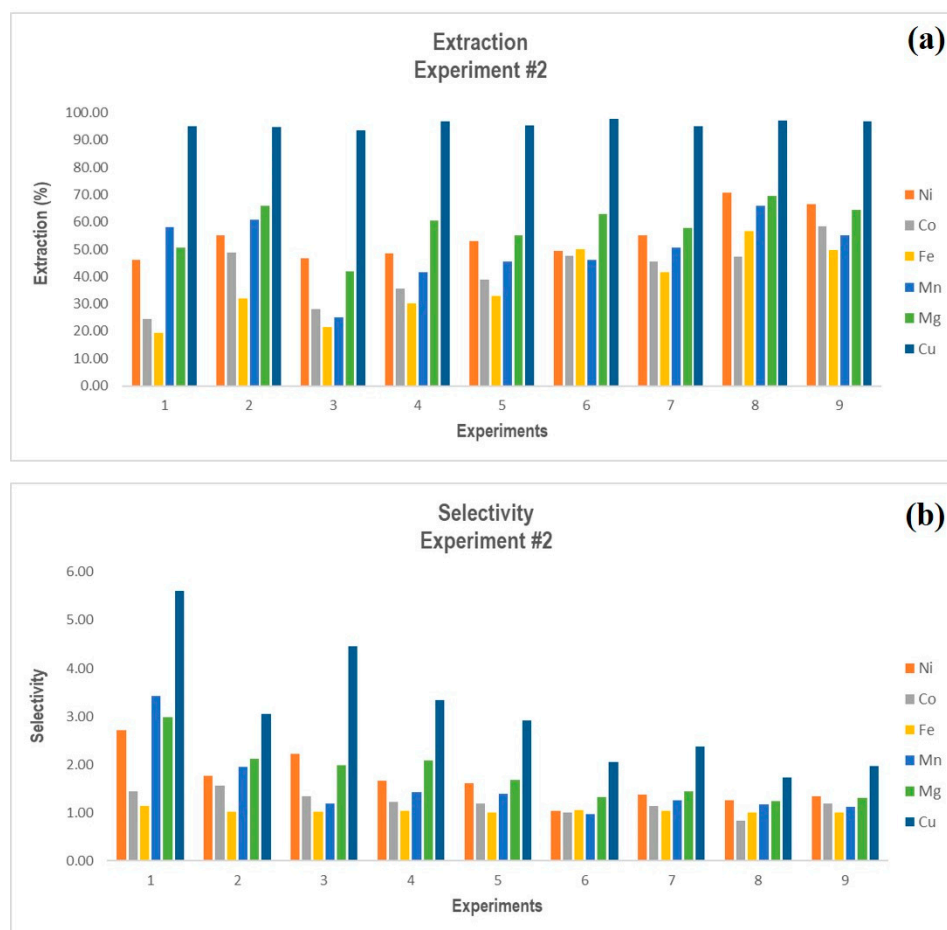 (a)
Extraction
Experiment #2
Extraction (%)
100.00
90.00
80.00
70.00
60.00
50.00
40.00
30.00
20.00
10.00
0.00
1 2 3 4 5 6 7 8 9
Experiments
Ni
Co
Fe
Mn
Mg
Cu
(b)
Selectivity
Experiment #2
Selectivity
6.00
5.00
4.00
3.00
2.00
1.00
0.00
1 2 3 4 5 6 7 8 9
Experiments
Ni
Co
Fe
Mn
Mg
Cu